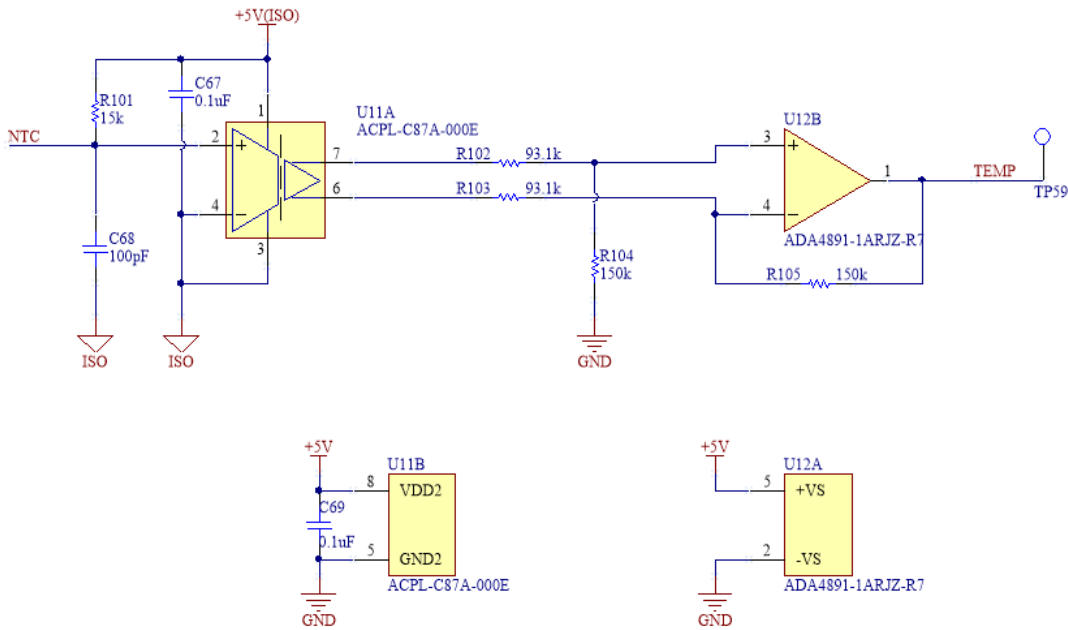 +5V(ISO)
C67
0.1uF
R101
15k
1
U11A
ACPL-C87A-000E
U12B
NTC
2
+
7
R102
93.1k
3
+
6
R103
93.1k
1
TEMP
TP59
4
−
4
−
3
C68
100pF
ADA4891-1ARJZ-R7
R104
150k
R105
150k
ISO
ISO
GND
+5V
U11B
8
VDD2
C69
0.1uF
5
GND2
ACPL-C87A-000E
GND
+5V
U12A
5
+VS
2
-VS
ADA4891-1ARJZ-R7
GND